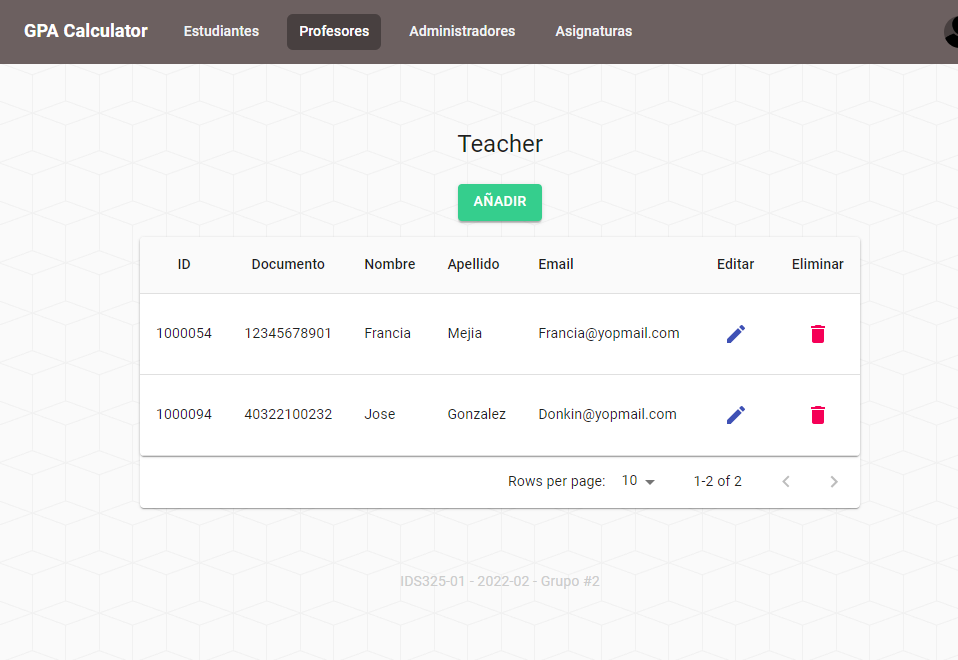 GPA Calculator Estudiantes Profesores Administradores Asignaturas
Teacher
AÑADIR
ID Documento Nombre Apellido Email Editar Eliminar
1000054 12345678901 Francia Mejia Francia@yopmail.com
1000094 40322100232 Jose Gonzalez Donkin@yopmail.com
Rows per page: 10 1-2 of 2
IDS325-01 - 2022-02 - Grupo #2